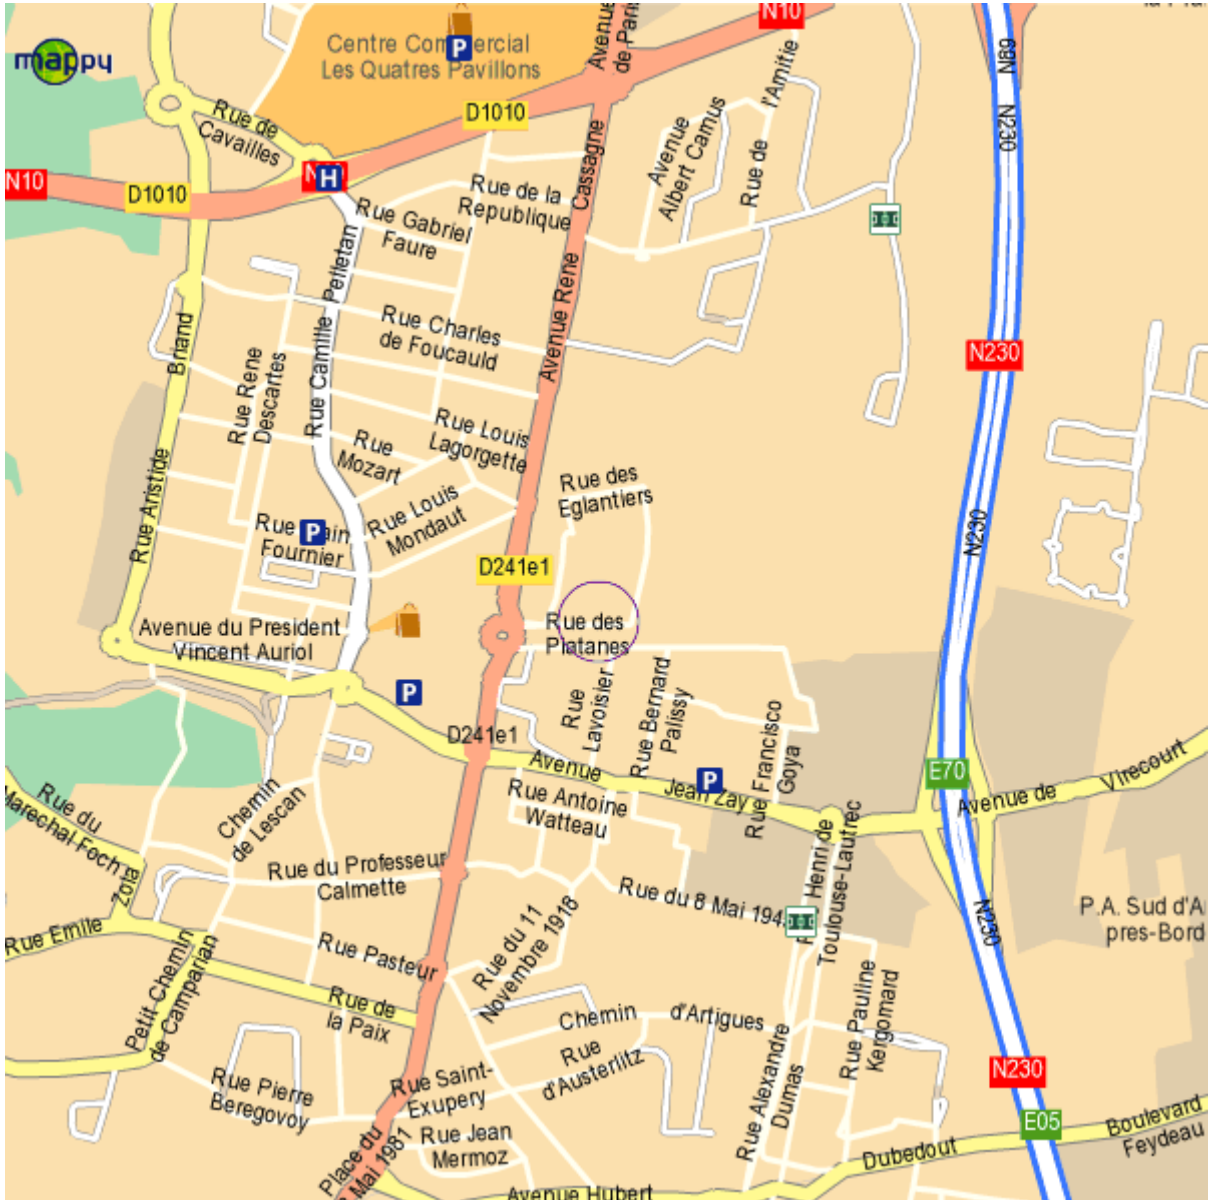 N10
Avenue
de Paris
N89
mappy
Centre Com
P
ercial
Les Quatres Pavillons
D1010
Rue de
Cavailles
Cassagne
Avenue
Albert Camus
Rue de
l'Amitie
N230
N10
D1010
H
Rue de la
Republique
Rue Gabriel
Faure
Rue Camille Pelletan
Avenue Rene
Rue Charles
de Foucauld
Briand
Rue Rene
Descartes
N230
Rue Louis
Lagorgette
Rue
Mozart
Rue Aristide
Rue Louis
Mondaut
Rue
P
ain
Fournier
Rue des
Eglantiers
N230
D241e1
Avenue du President
Vincent Auriol
Rue des
Platanes
P
Rue
Lavoisier
Rue Bernard
Palissy
Rue Francisco
Goya
D241e1
Avenue
Jean Zay
P
E70
Avenue de
Virecourt
Rue du
Marechal Foch
Chemin
de Lescan
Rue Antoine
Watteau
Henri de
Toulouse-Lautrec
Rue du Professeur
Calmette
Zola
Rue du 8 Mai 194
P.A. Sud d'A
pres-Bord
Rue Emile
Petit Chemin
de Camparian
Rue Pasteur
Rue du 11
Novembre 1918
N230
Rue de
la Paix
Chemin
d'Artigues
Rue Pauline
Kergomard
Rue
d'Austerlitz
Rue Alexandre
Dumas
Rue Pierre
Beregovoy
Rue Saint-
Exupery
N230
Rue Jean
Mermoz
E05
Boulevard
Feydeau
Place du
Mai 1981
Dubedout
Avenue Hubert